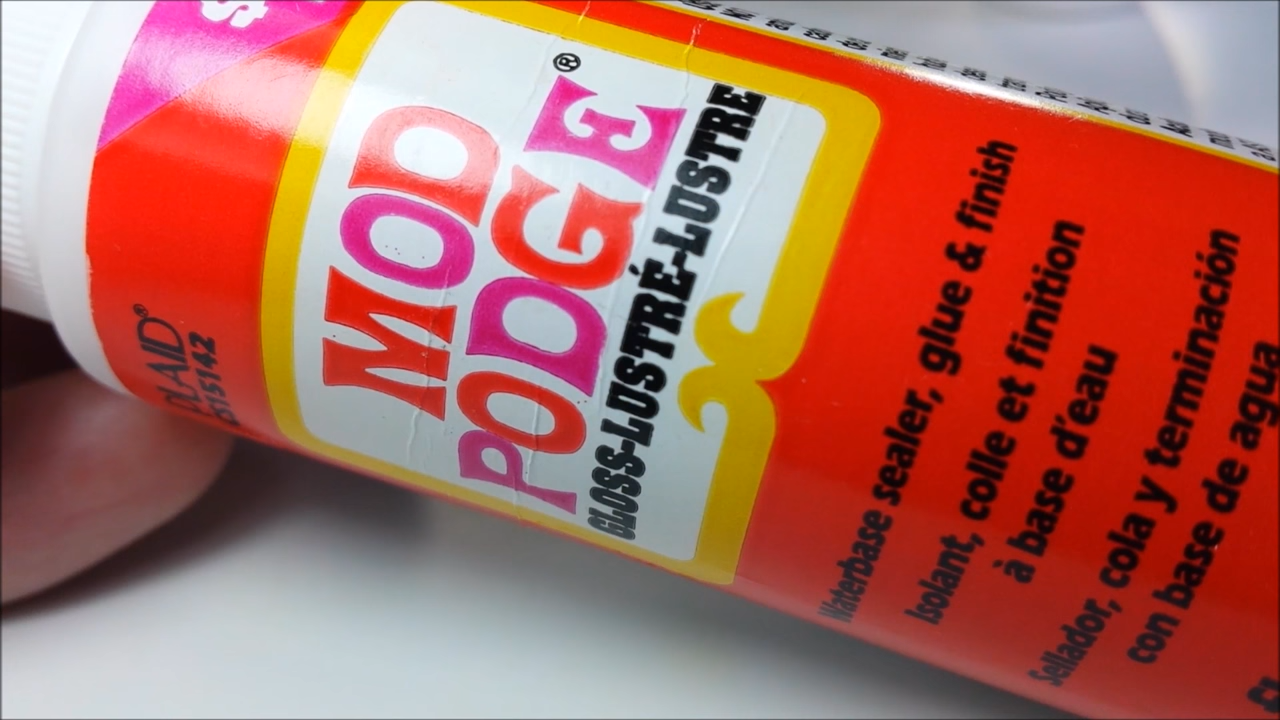 $
PLAID®
CS15142
MOD
PODGE®
GLOSS-LUSTRÉ-LUSTRE
Waterbase sealer, glue & finish
Isolant, colle et finition
à base d'eau
Sellador, cola y terminación
con base de agua